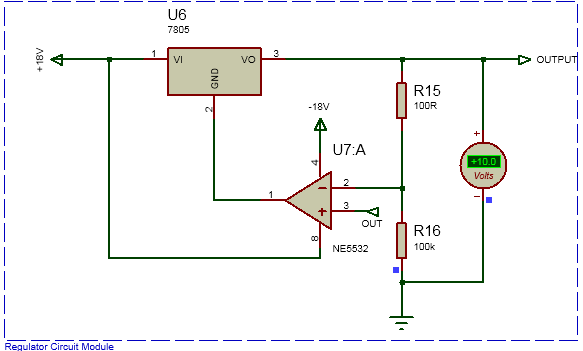 U6
7805
+18V
1
VI
VO
3
GND
2
OUTPUT
R15
100R
-18V
+
+10.0
Volts
-
U7:A
4
1
2
3
8
OUT
NE5532
R16
100k
Regulator Circuit Module